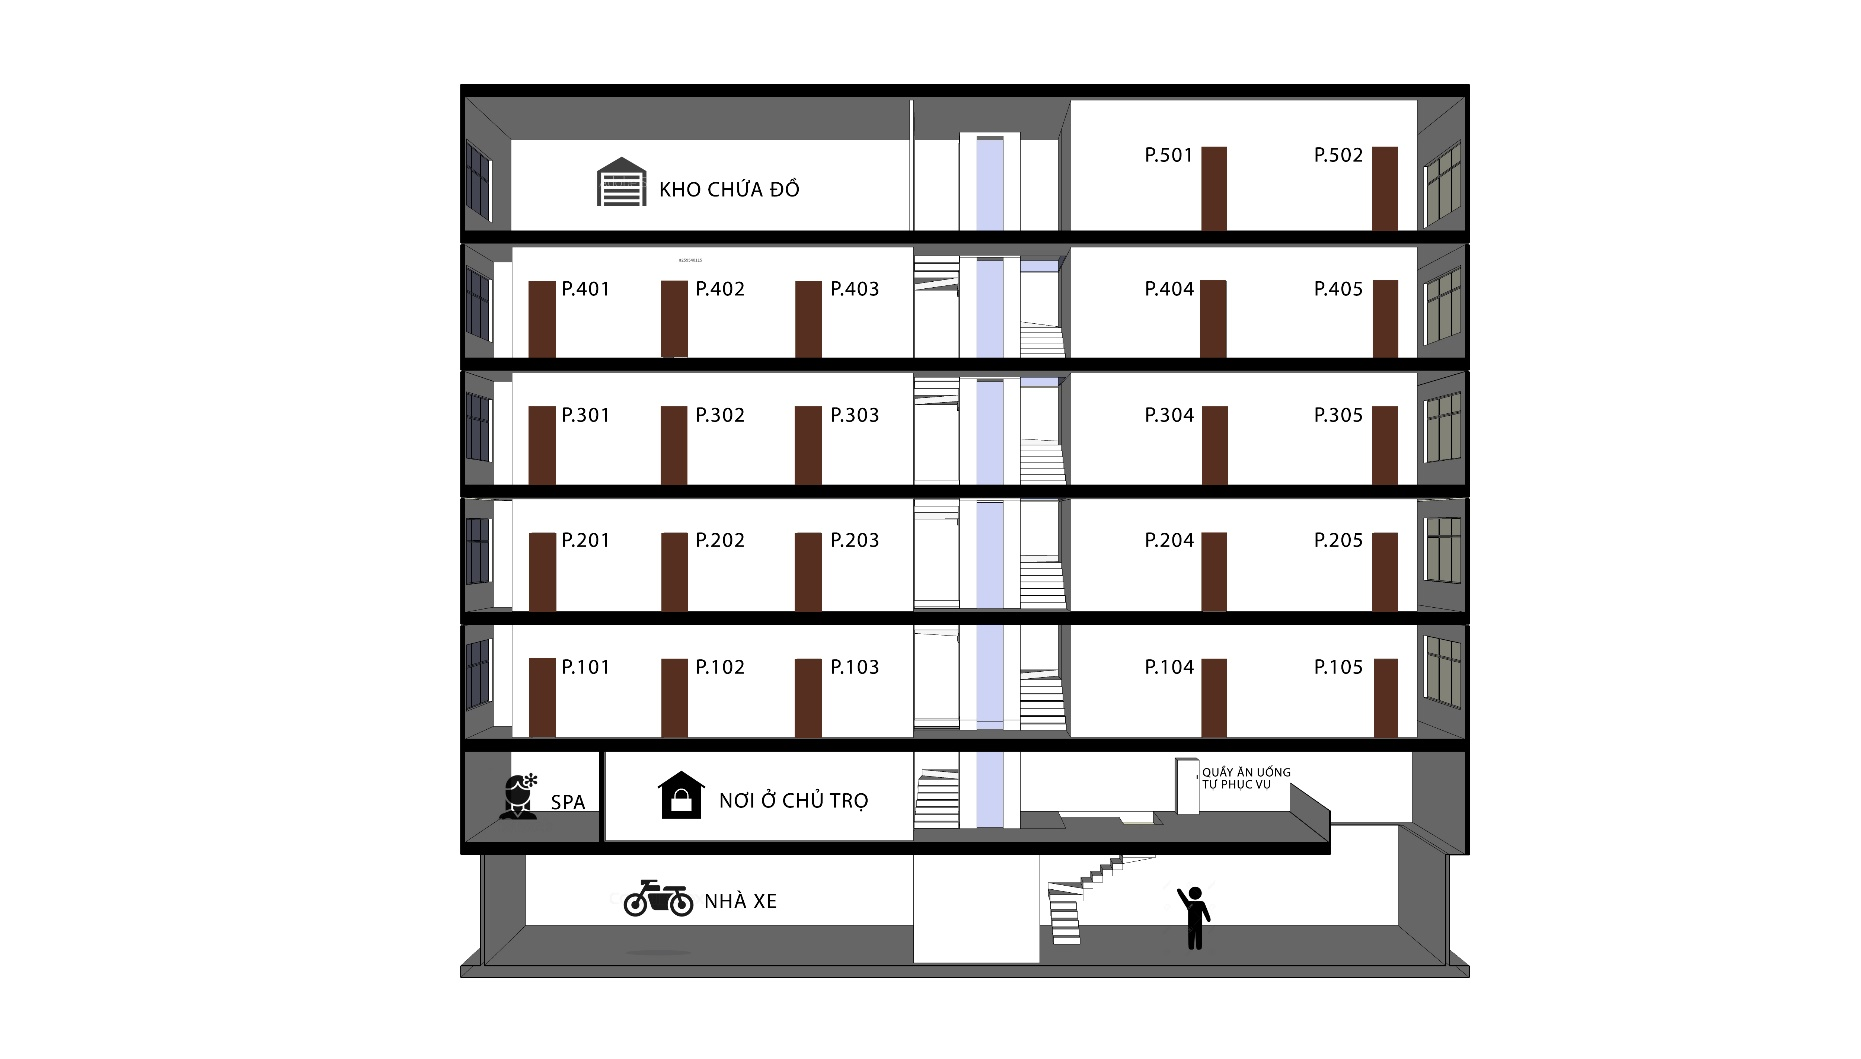 KHO CHỨA ĐỒ
P.501 P.502
P.401 P.402 P.403 P.404 P.405
P.301 P.302 P.303 P.304 P.305
P.201 P.202 P.203 P.204 P.205
P.101 P.102 P.103 P.104 P.105
SPA
NƠI Ở CHỦ TRỌ
QUẦY ĂN UỐNG
TỰ PHỤC VỤ
NHÀ XE